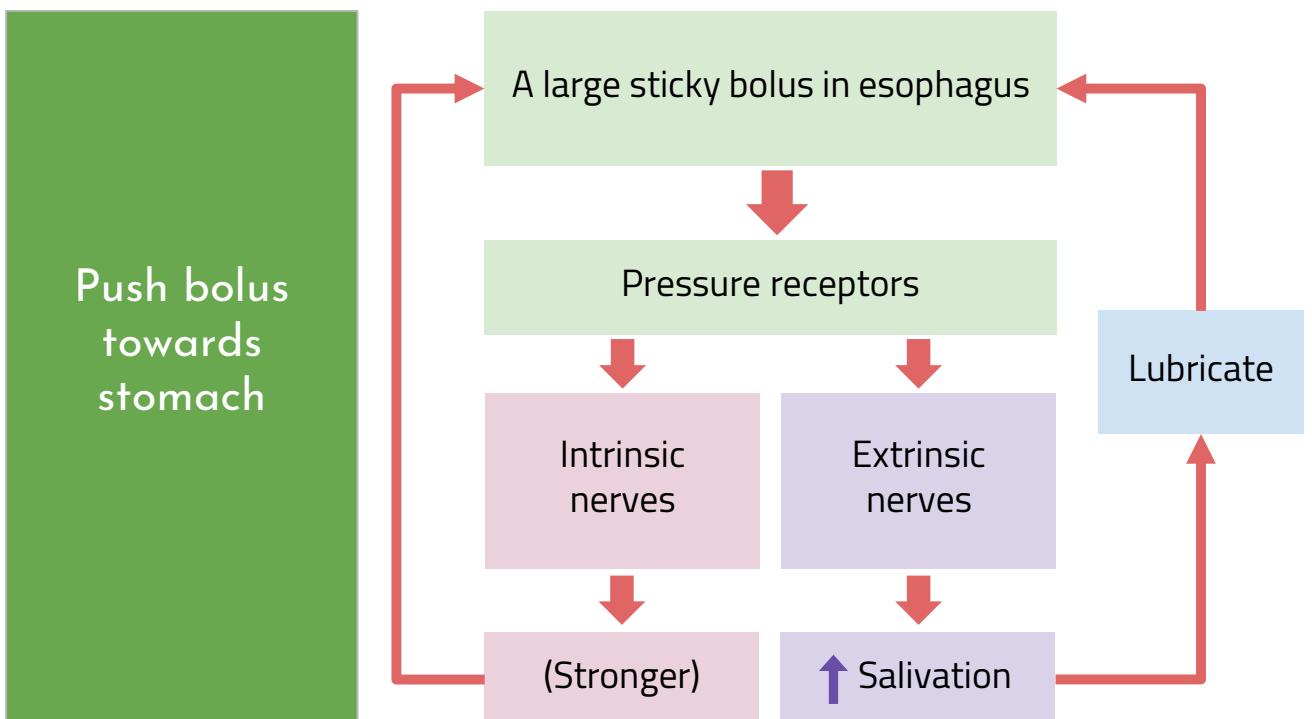 Push bolus
towards
stomach
A large sticky bolus in esophagus
Pressure receptors
Intrinsic
nerves
Extrinsic
nerves
(Stronger)
Salivation
Lubricate